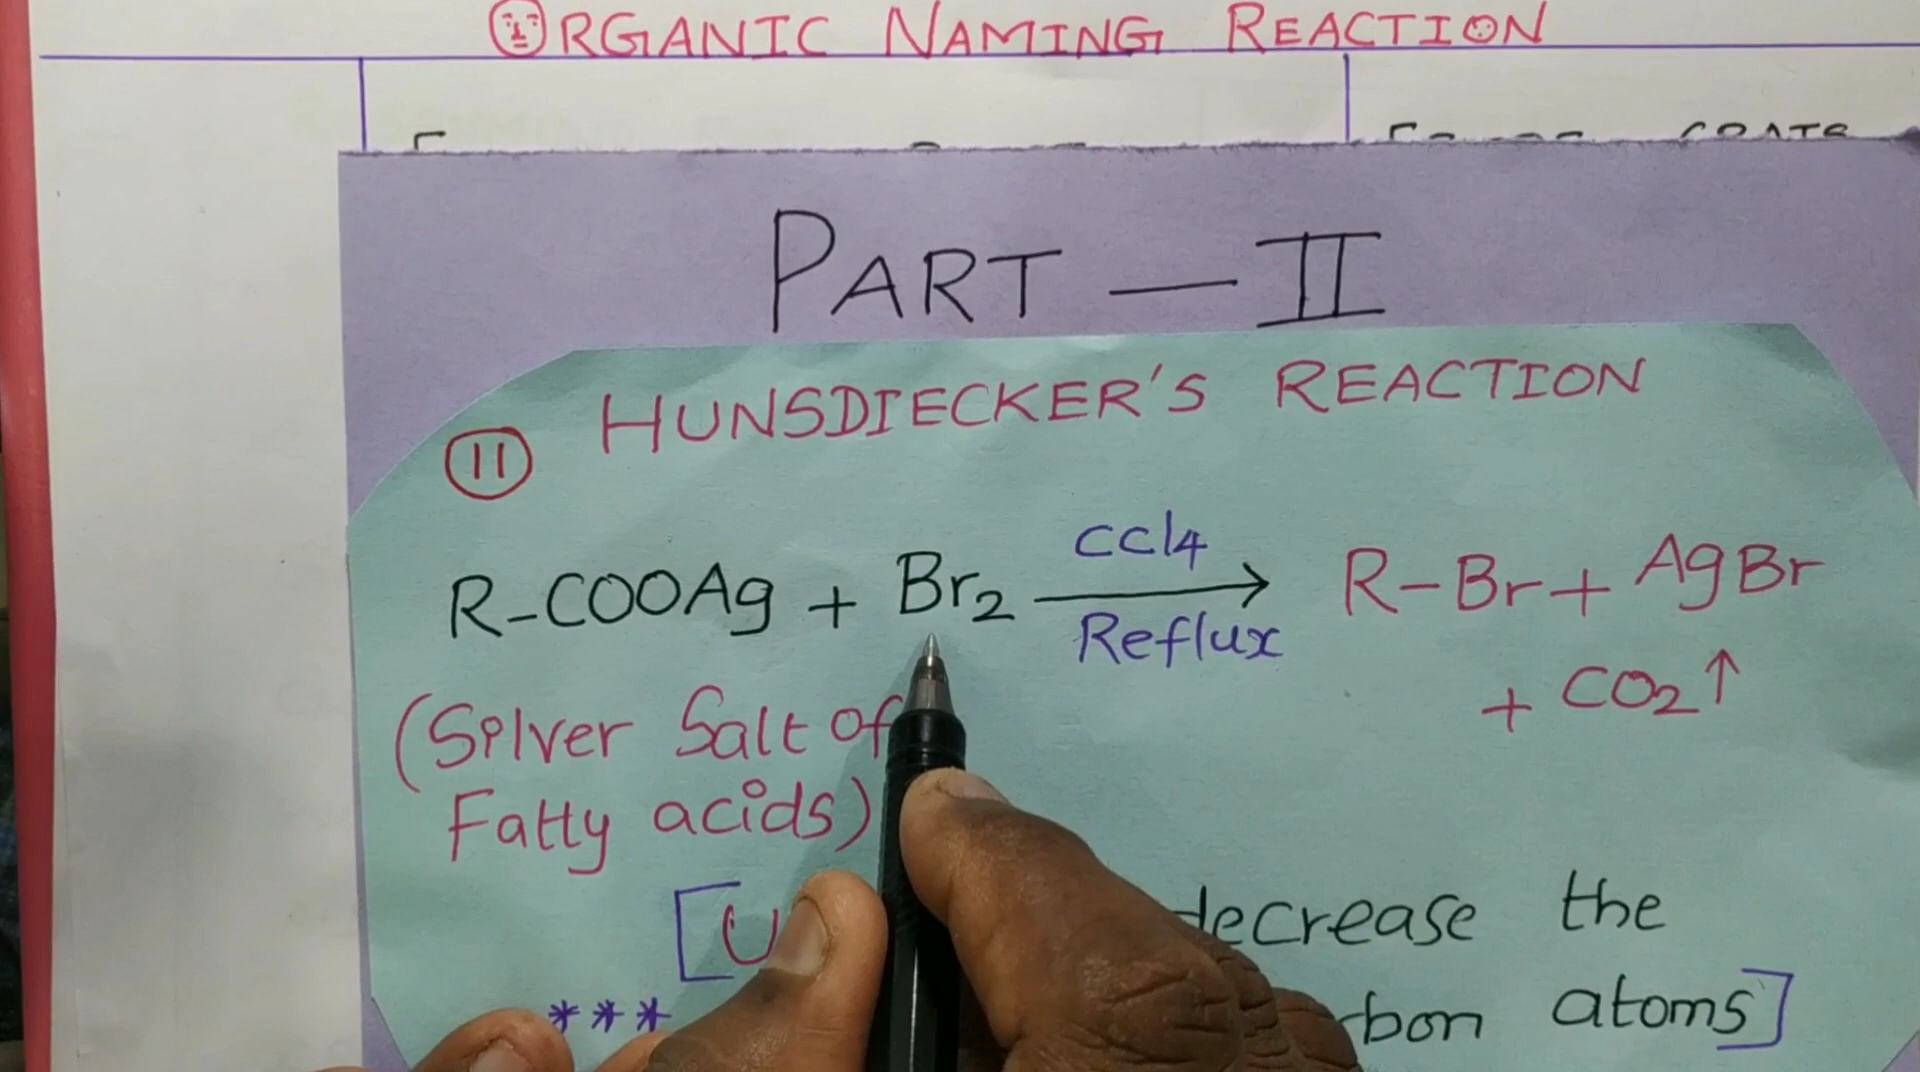 ORGANIC NAMING REACTION
PART-II
11 HUNSDIECKER'S REACTION
R-COOAg + Br2 CCl4 Reflux → R-Br + AgBr
+ CO2↑
(Silver Salt of
Fatty acids)
[ decrease the
*** atoms]